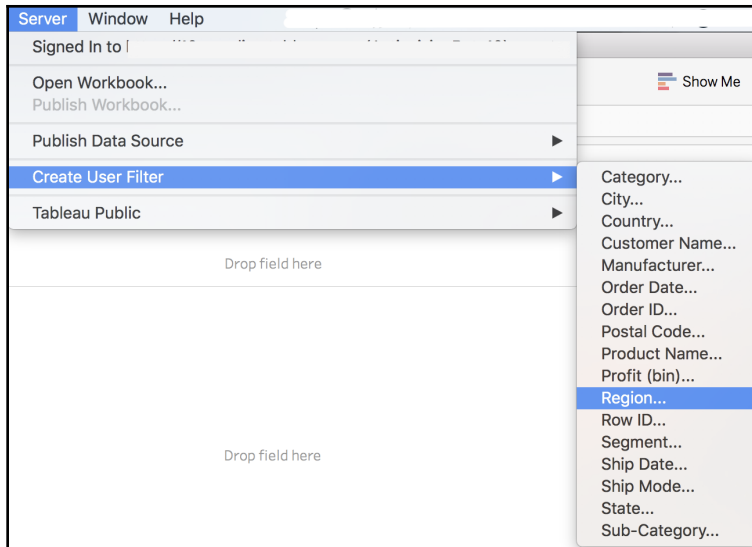 Server Window Help
Signed In to
Open Workbook...
Publish Workbook...
Show Me
Publish Data Source
Create User Filter
Tableau Public
Category...
City...
Country...
Customer Name...
Manufacturer...
Order Date...
Order ID...
Postal Code...
Product Name...
Profit (bin)...
Region...
Row ID...
Segment...
Ship Date...
Ship Mode...
State...
Sub-Category...
Drop field here
Drop field here